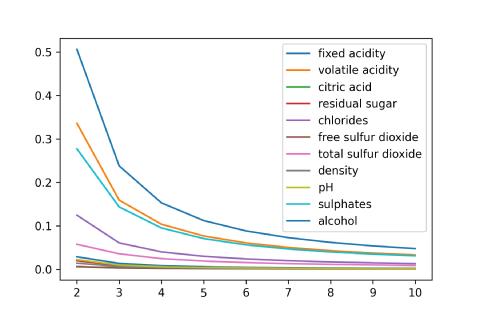 0.5
0.4
0.3
0.2
0.1
0.0
2 3 4 5 6 7 8 9 10
fixed acidity
volatile acidity
citric acid
residual sugar
chlorides
free sulfur dioxide
total sulfur dioxide
density
pH
sulphates
alcohol